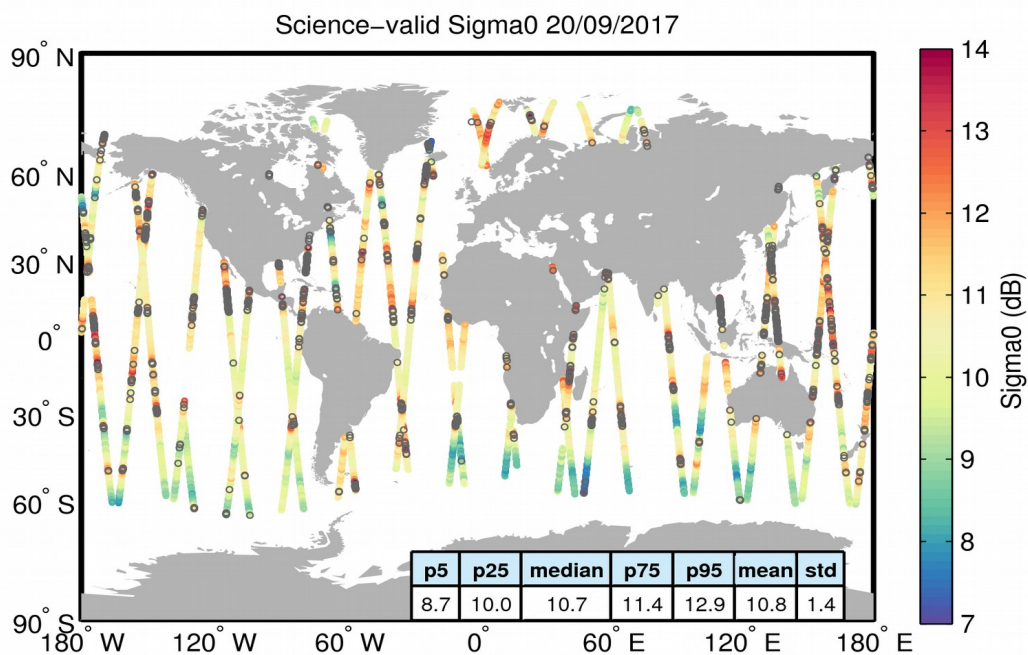 Science−valid Sigma0 20/09/2017
90° N
60° N
30° N
0°
30° S
60° S
90° S
180° W
120° W
60° W
0°
60° E
120° E
180° E
14
13
12
11
10
9
8
7
Sigma0 (dB)
p5 p25 median p75 p95 mean std
8.7 10.0 10.7 11.4 12.9 10.8 1.4